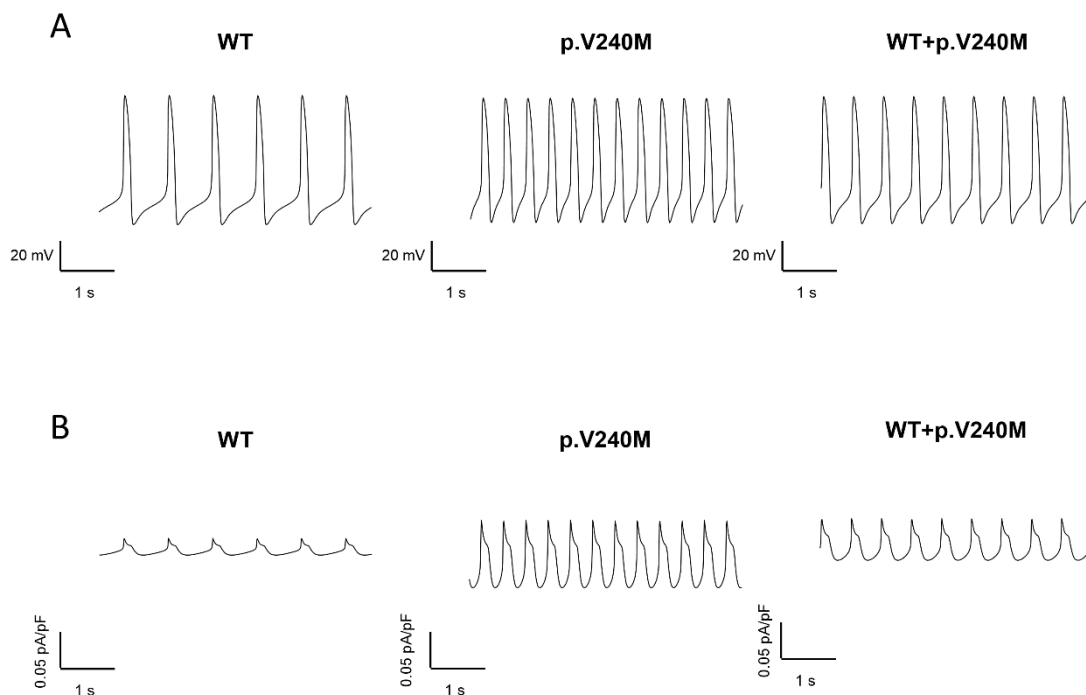 A
WT
p.V240M
WT+p.V240M
20 mV
1 s
20 mV
1 s
20 mV
1 s
B
WT
p.V240M
WT+p.V240M
0.05 pA/pF
1 s
0.05 pA/pF
1 s
0.05 pA/pF
1 s